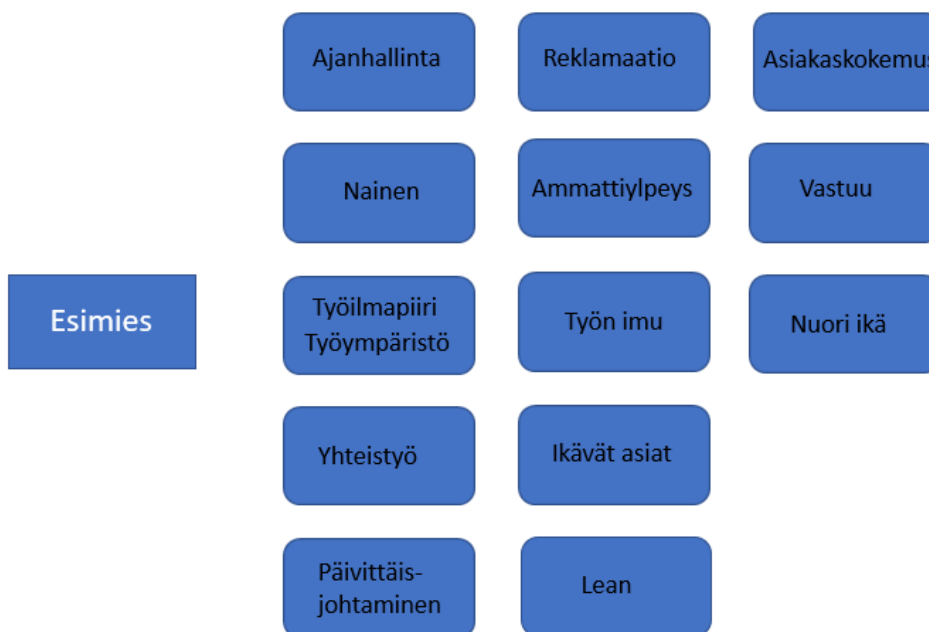 Ajanhallinta
Reklamaatio
Asiakaskokemus
Nainen
Ammattiylpeys
Vastuu
Esimies
Työilmapiiri
Työympäristö
Työn imu
Nuori ikä
Yhteistyö
Ikävät asiat
Päivittäis-
johtaminen
Lean